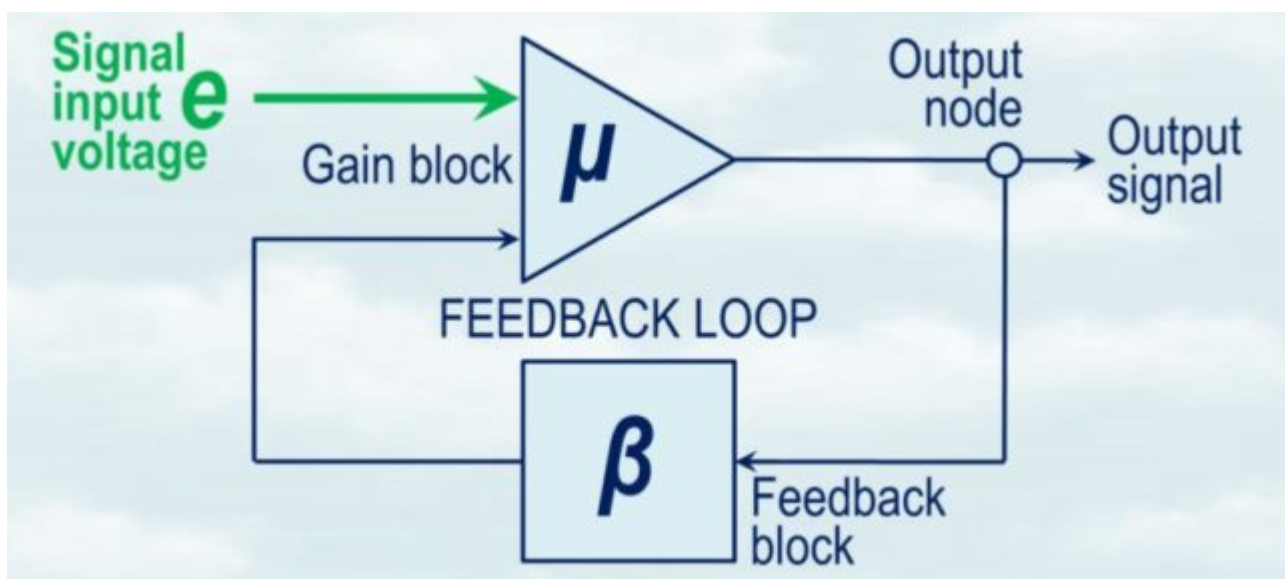 Signal
input e
voltage
Gain block
μ
Output
node
Output
signal
FEEDBACK LOOP
β
Feedback
block